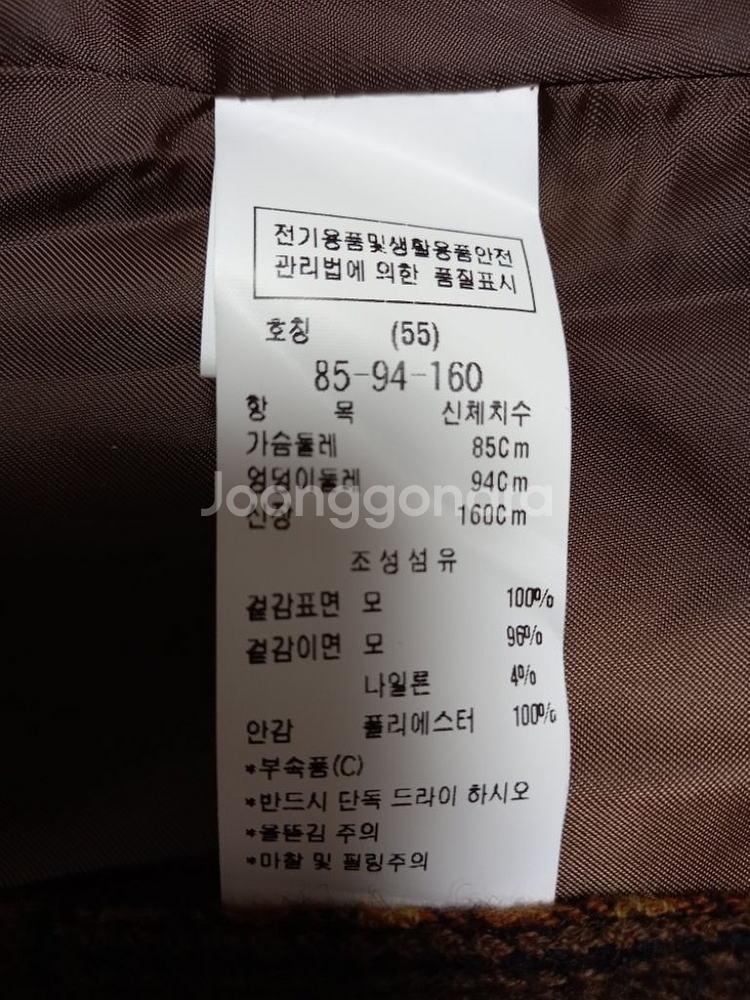 전기용품및생활용품안전
관리법에 의한 품질표시
호칭 (55)
85-94-160
항 목 신체치수
가슴둘레 85Cm
엉덩이둘레 94Cm
신장 160Cm
Joonggonara
조성섬유
겉감표면 모 100%
겉감이면 모 96%
나일론 4%
안감 폴리에스터 100%
*부속품(C)
*반드시 단독 드라이 하시오
*올뜯김 주의
*마찰 및 필링주의